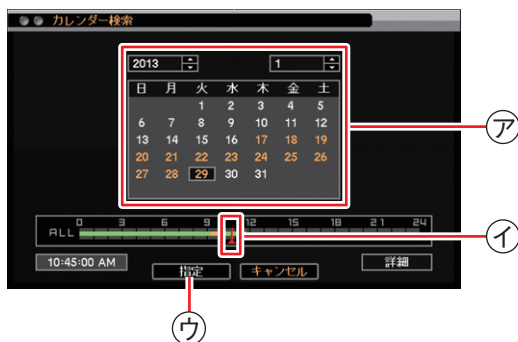 カレンダー検索
2013 1
日 月 火 水 木 金 土
1 2 3 4 5
6 7 8 9 10 11 12
13 14 15 16 17 18 19
20 21 22 23 24 25 26
27 28 29 30 31
ア
0 3 6 9 12 15 18 21 24
ALL
イ
10:45:00 AM
指定 キャンセル 詳細
ウ